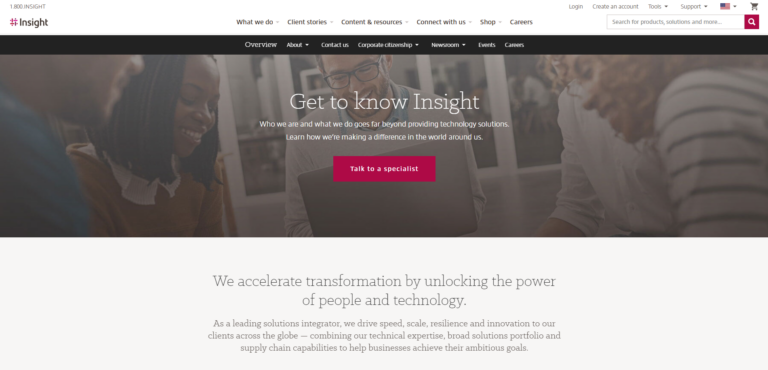 1.800.INSIGHT
Login Create an account Tools Support
Insight
What we do Client stories Content & resources Connect with us Shop Careers
Search for products, solutions and more...
Overview About Contact us Corporate citizenship Newsroom Events Careers
Get to know Insight
Who we are and what we do goes far beyond providing technology solutions.
Learn how we're making a difference in the world around us.
Talk to a specialist
We accelerate transformation by unlocking the power
of people and technology.
As a leading solutions integrator, we drive speed, scale, resilience and innovation to our
clients across the globe — combining our technical expertise, broad solutions portfolio and
supply chain capabilities to help businesses achieve their ambitious goals.